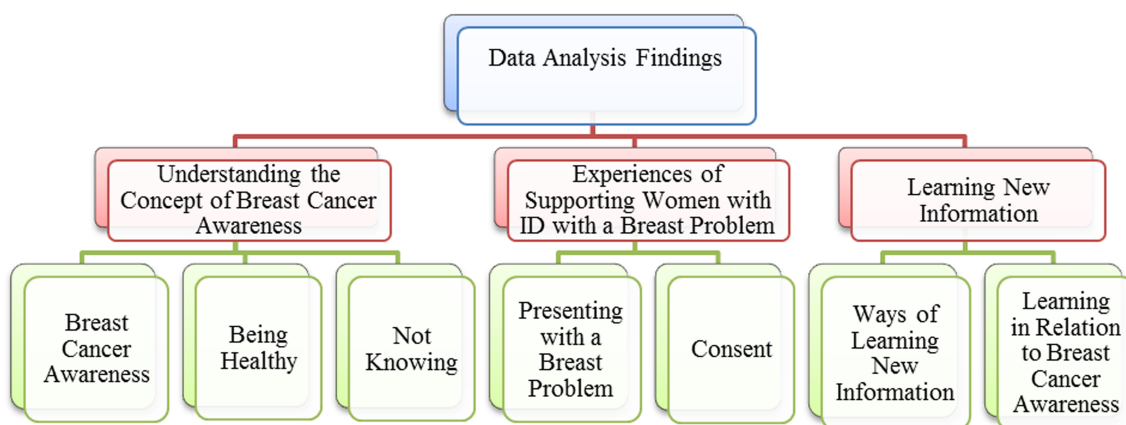 Data Analysis Findings
Understanding the
Concept of Breast Cancer
Awareness
Experiences of
Supporting Women with
ID with a Breast Problem
Learning New
Information
Breast
Cancer
Awareness
Being
Healthy
Not
Knowing
Presenting
with a
Breast
Problem
Consent
Ways of
Learning
New
Information
Learning
in Relation
to Breast
Cancer
Awareness